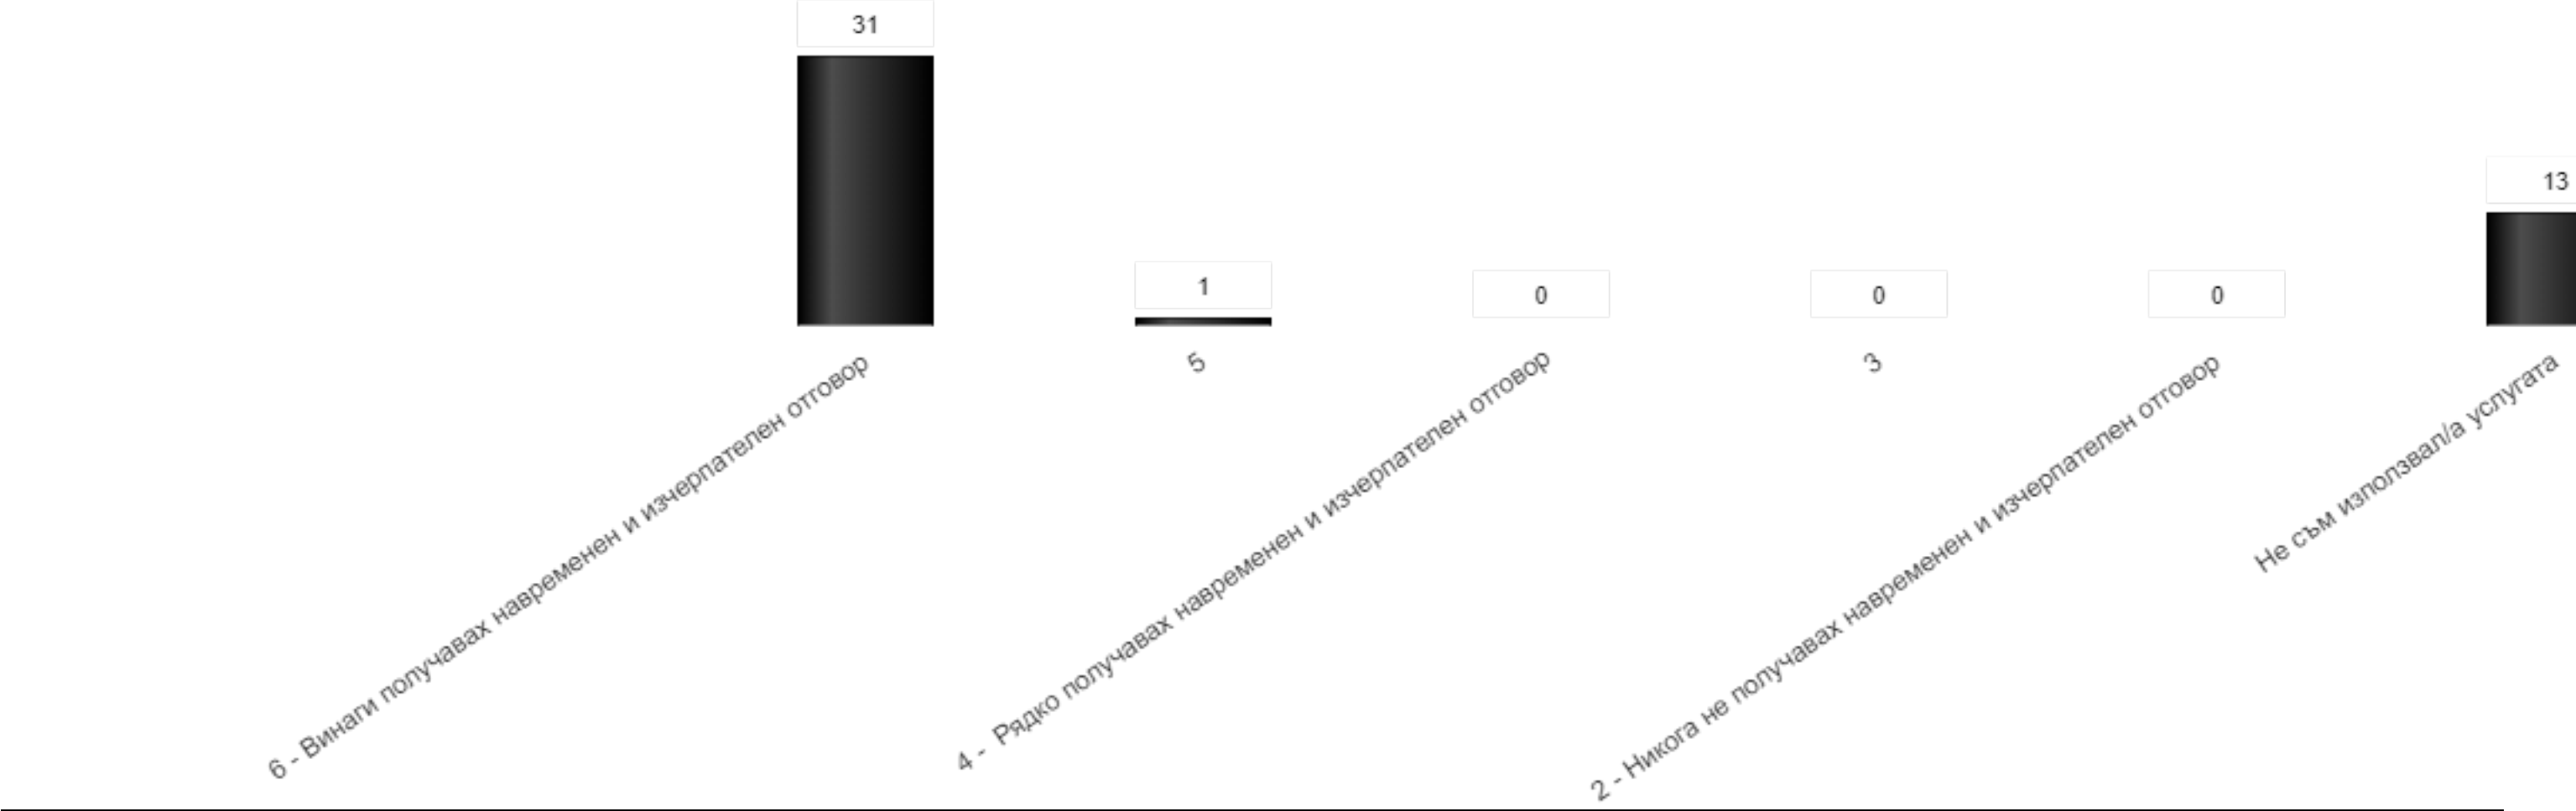 31
1
0
0
0
13
6 - Винаги получавах навременен и изчерпателен отговор
5
4 - Рядко получавах навременен и изчерпателен отговор
3
2 - Никога не получавах навременен и изчерпателен отговор
Не съм използвал/а услугата